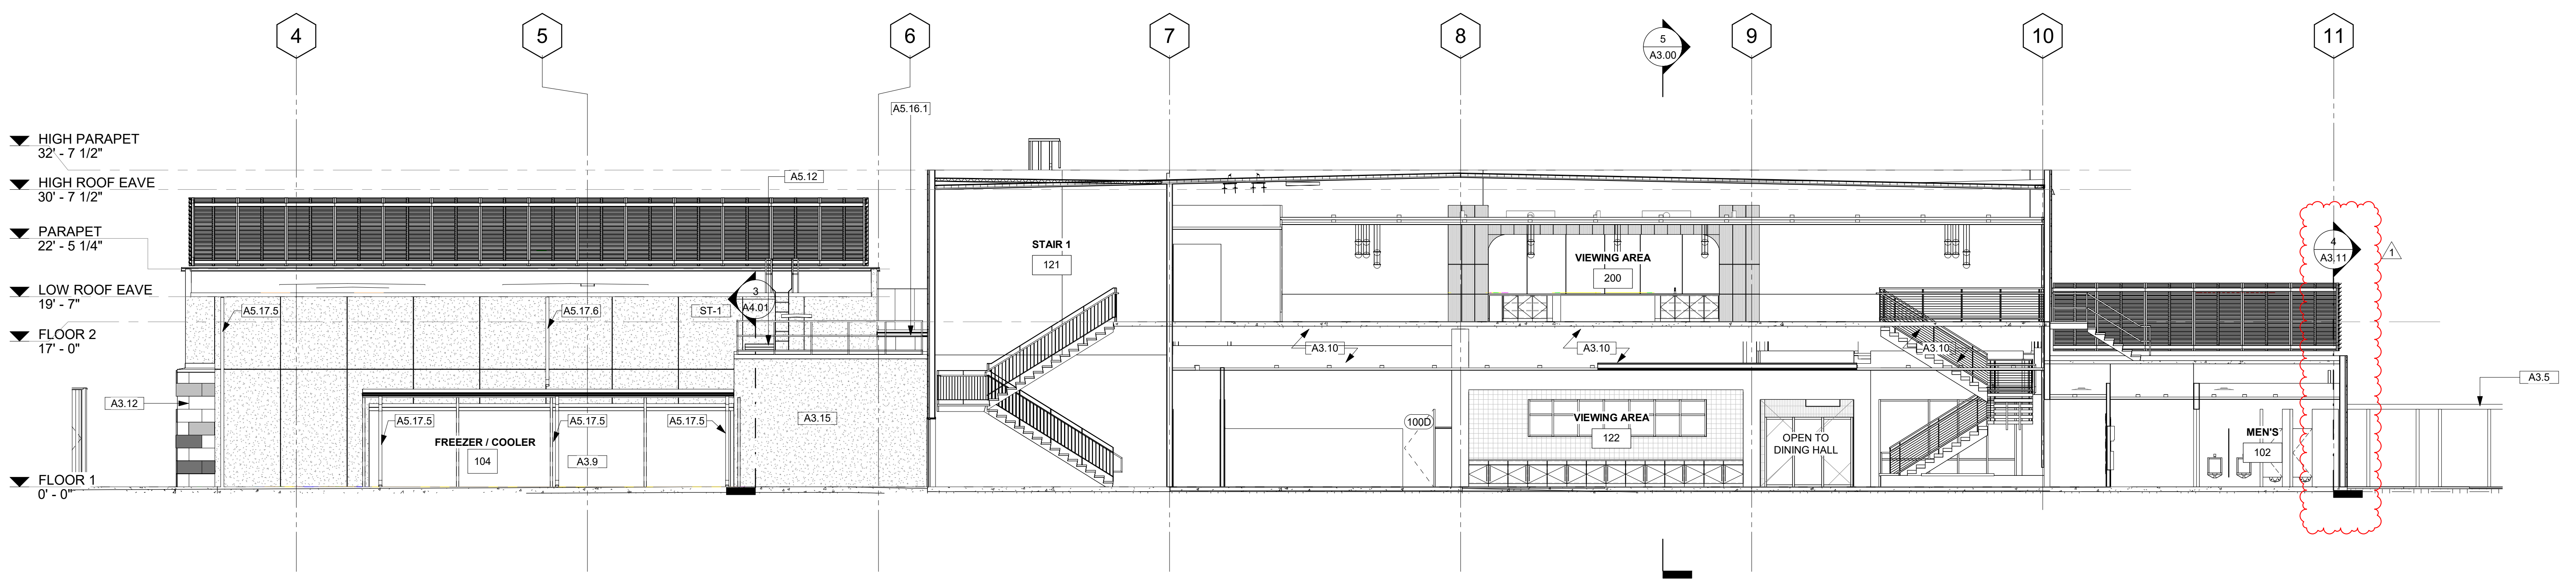 4
5
6
7
8
9
10
11
5
A3.00
A5.16.1
HIGH PARAPET
32' - 7 1/2"
HIGH ROOF EAVE
30' - 7 1/2"
A5.12
PARAPET
22' - 5 1/4"
STAIR 1
121
VIEWING AREA
200
4
A3.11
1
LOW ROOF EAVE
19' - 7"
3
A4.01
ST-1
A5.17.5
A5.17.6
FLOOR 2
17' - 0"
A3.10
A3.10
A3.10
A3.5
A3.12
A5.17.5
A5.17.5
A5.17.5
A3.15
100D
VIEWING AREA
122
FREEZER / COOLER
104
A3.9
OPEN TO
DINING HALL
MEN'S
102
FLOOR 1
0' - 0"